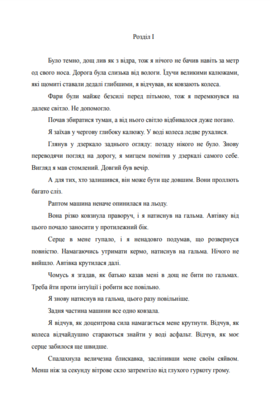 Розділ I
Було темно, дощ лив як з відра, тож я нічого не бачив навіть за метр
од свого носа. Дорога була слизька від вологи. Їдучи великими калюжами,
які щомиті ставали дедалі глибшими, я відчував, як ковзають колеса.
Фари були майже безсилі перед пітьмою, тож я перемкнувся на
далеке світло. Не допомогло.
Почав збиратися туман, а від нього світло відбивалося дуже погано.
Я заїхав у чергову глибоку калюжу. У воді колеса ледве рухалися.
Глянув у дзеркало заднього огляду: позаду нікого не було. Знову
переводячи погляд на дорогу, я мигцем помітив у дзеркалі самого себе.
Вигляд я мав стомлений. Довгий був вечір.
А для тих, хто залишився, він може бути ще довшим. Вони проллють
багато сліз.
Раптом машина неначе опинилася на льоду.
Вона різко ковзнула праворуч, і я натиснув на гальма. Автівку від
цього почало заносити у протилежний бік.
Серце в мене гупало, і я ненадовго подумав, що розвернуся
повністю. Намагаючись утримати кермо, натиснув на гальма. Нічого не
вийшло. Автівка крутилася далі.
Чомусь я згадав, як батько казав мені в дощ не бити по гальмах.
Треба йти проти інтуїції і робити все повільно.
Я знову натиснув на гальма, цього разу повільніше.
Задня частина машини все одно ковзала.
Я відчув, як доцентрова сила намагається мене крутнути. Відчув, як
колеса відчайдушно стараються знайти у воді асфальт. Відчув, як моє
серце забилося ще швидше.
Спалахнула величезна блискавка, засліпивши мене своїм сяйвом.
Менш ніж за секунду вітрове скло затремтіло від глухого гуркоту грому.